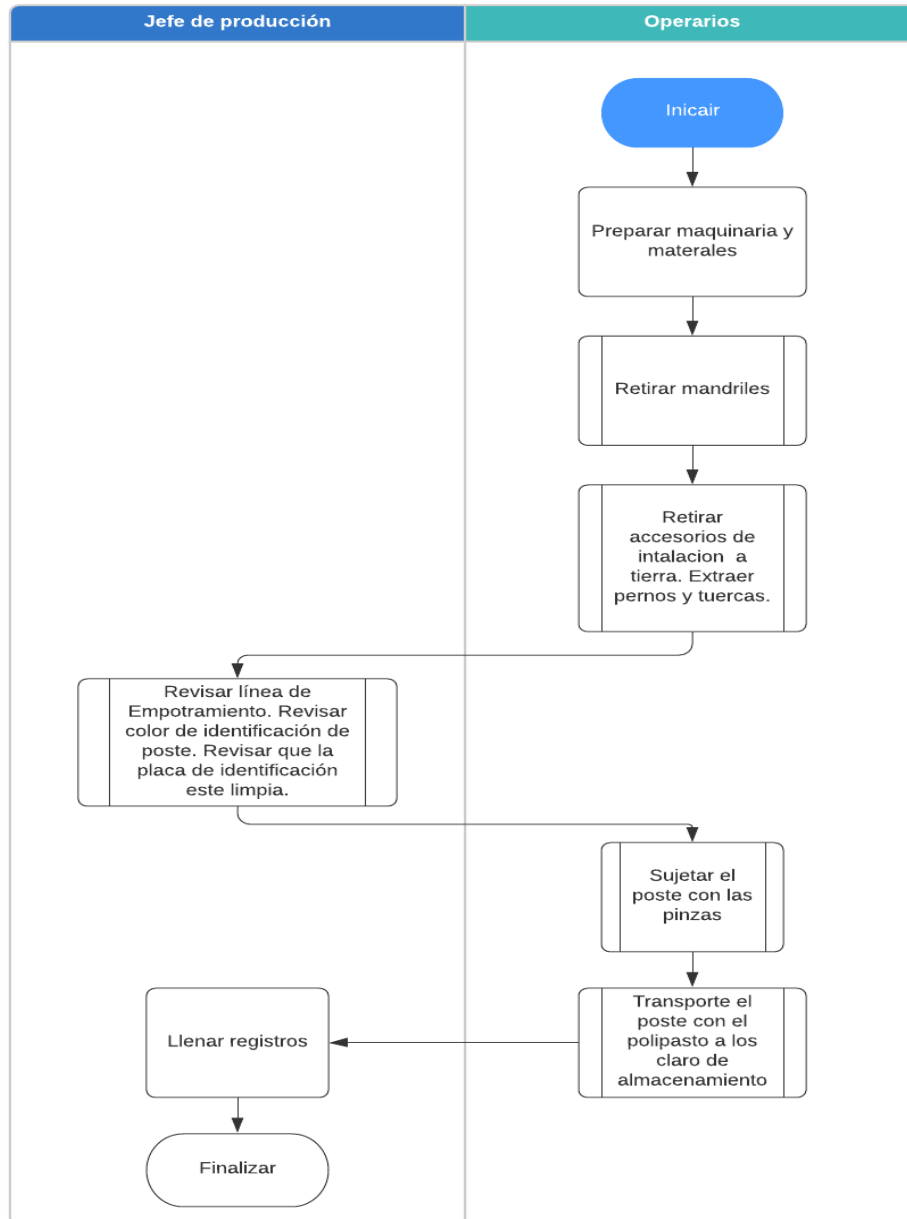 Jefe de producción
Operarios
Inicair
Preparar maquinaria y
materales
Retirar mandriles
Retirar
accesorios de
intalacion a
tierra. Extraer
pernos y tuercas.
Revisar línea de
Empotramiento. Revisar
color de identificación de
poste. Revisar que la
placa de identificación
este limpia.
Sujetar el
poste con las
pinzas
Transporte el
poste con el
polipasto a los
claro de
almacenamiento
Llenar registros
Finalizar